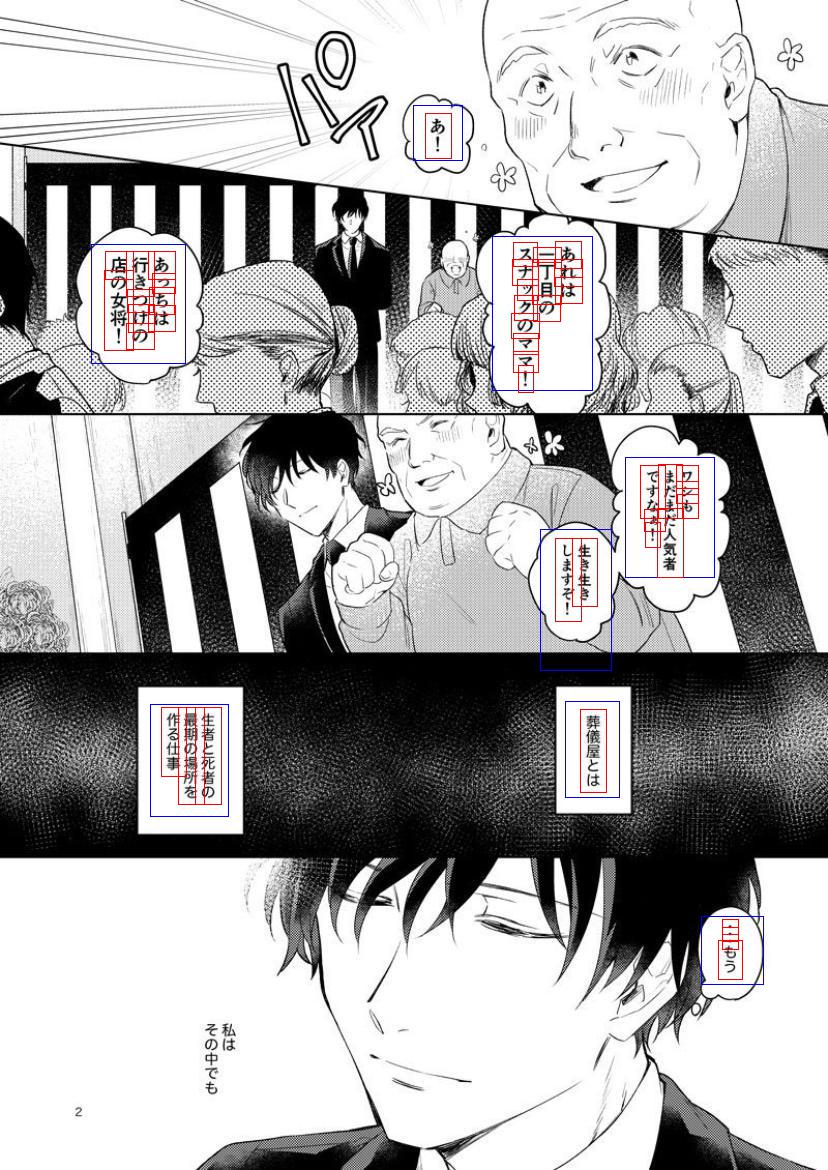 パイ
あ！
あれは
一丁目の
スナックのママ！
あっちは
行きつけの
店の女将！
ワシも
まだまだ人気者
ですなぁ！
生き生き
しますぞ！
葬儀屋とは
生者と死者の
最期の場所を
作る仕事
…もう
私は
その中でも
2